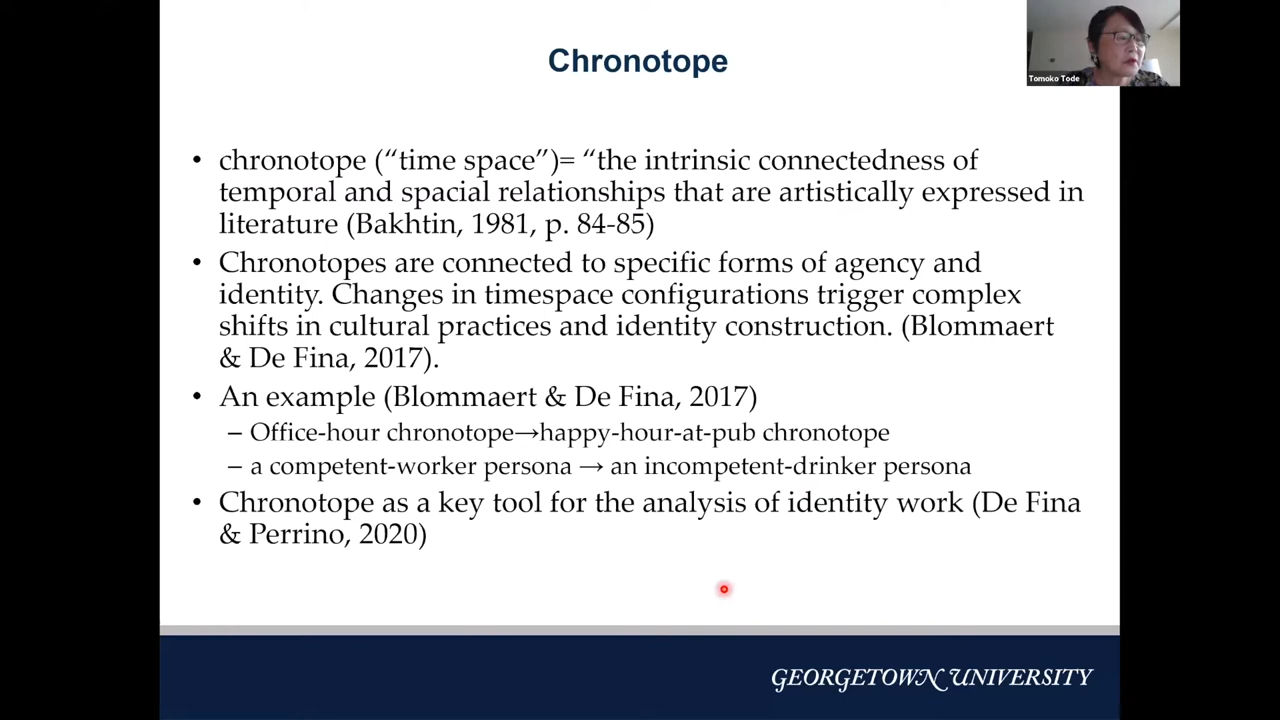 Chronotope
Tomoko Tode
• chronotope (“time space”)= “the intrinsic connectedness of
temporal and spacial relationships that are artistically expressed in
literature (Bakhtin, 1981, p. 84-85)
• Chronotopes are connected to specific forms of agency and
identity. Changes in timespace configurations trigger complex
shifts in cultural practices and identity construction. (Blommaert
& De Fina, 2017).
• An example (Blommaert & De Fina, 2017)
– Office-hour chronotope→happy-hour-at-pub chronotope
– a competent-worker persona → an incompetent-drinker persona
• Chronotope as a key tool for the analysis of identity work (De Fina
& Perrino, 2020)
GEORGETOWN UNIVERSITY